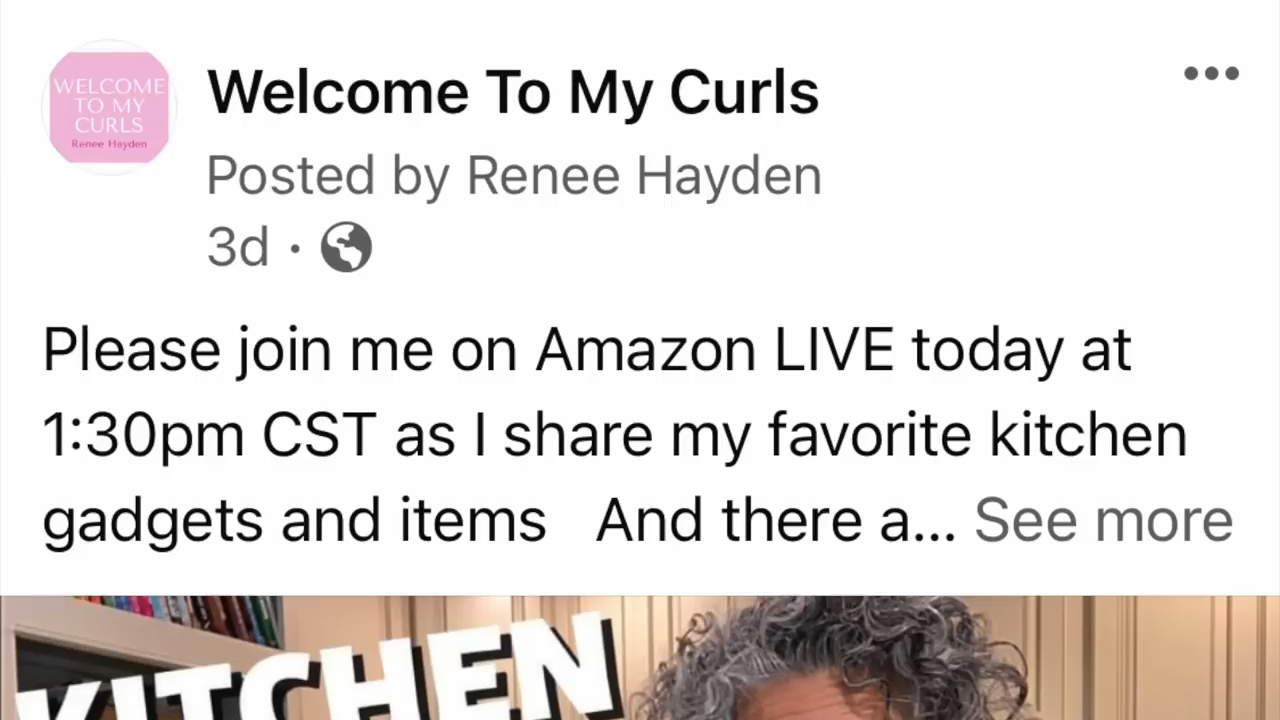 WELCOME
TO MY
CURLS
Renee Hayden
Welcome To My Curls
Posted by Renee Hayden
3d ·
Please join me on Amazon LIVE today at
1:30pm CST as I share my favorite kitchen
gadgets and items And there a... See more
KITCHEN